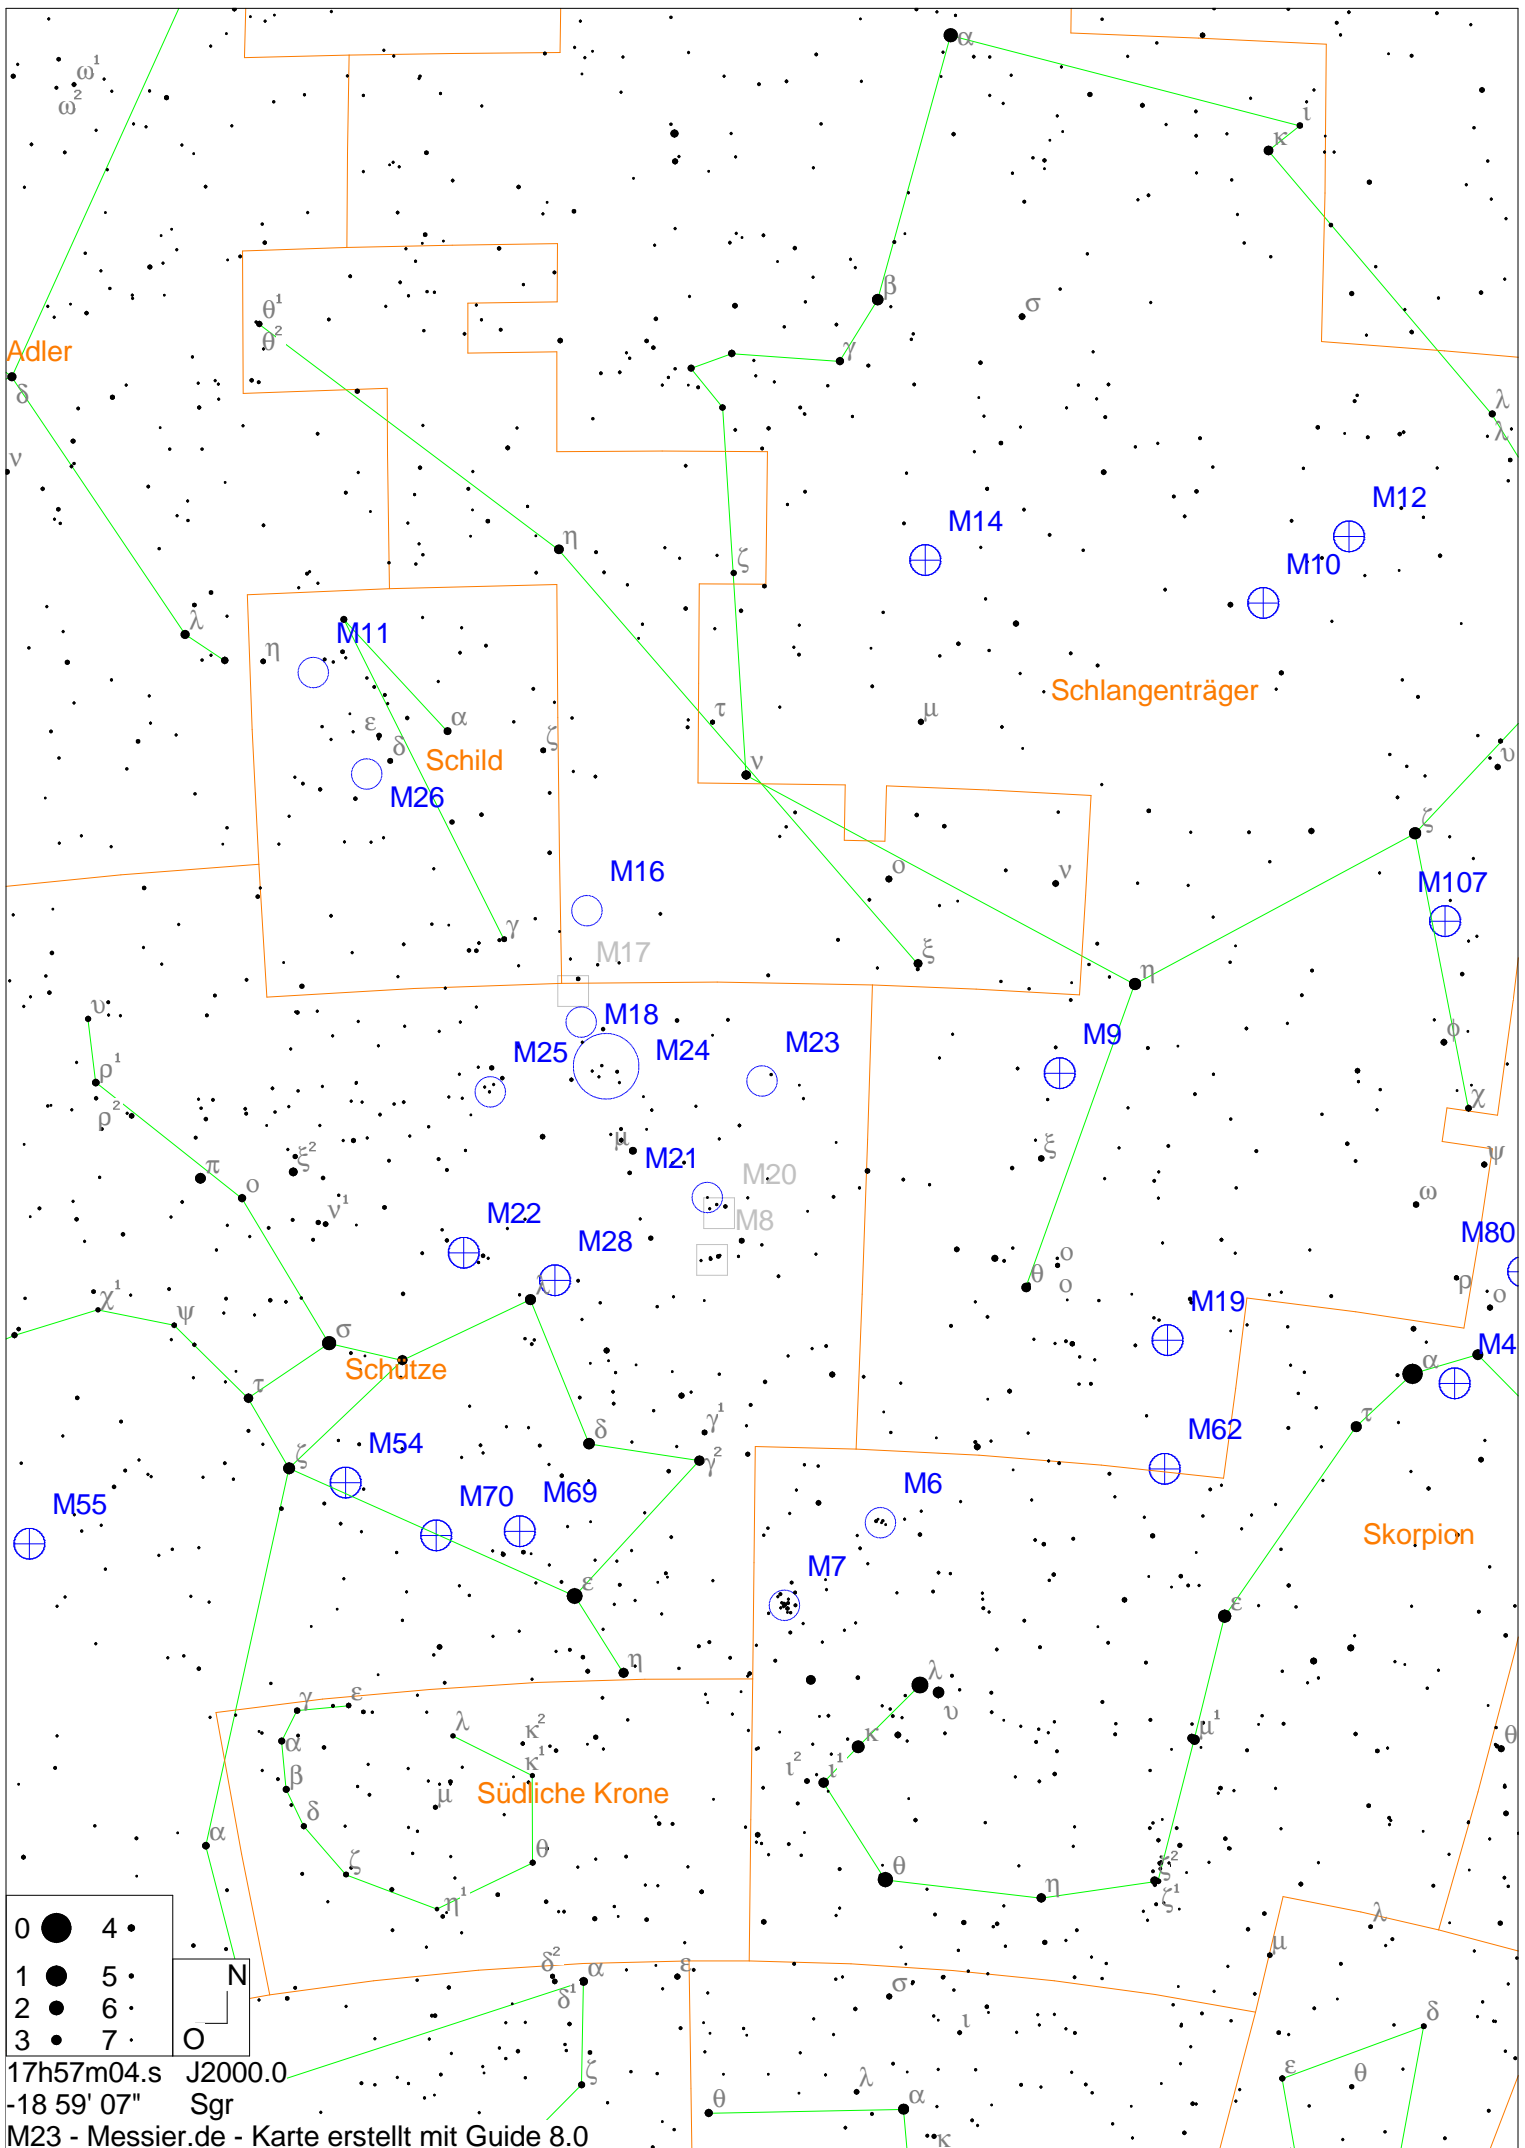 α
ω¹
ω²
ι
κ
θ¹
θ²
β
σ
γ
Adler
δ
λ
λ
ν
M12
M14
M10
η
ζ
λ
M11
η
Schlangenträger
τ
μ
α
ε
δ
ζ
Schild
υ
ν
M26
ζ
M16
ο
ν
M107
γ
M17
ξ
η
υ
M18
M25
M24
M23
M9
φ
ρ¹
ρ²
χ
μ
M21
ξ
ψ
π
ξ²
ο
M20
ω
ν¹
M22
M8
M28
ο
M80
θ
ο
ρ
ο
λ
χ¹
ψ
M19
σ
M4
Schütze
α
τ
γ¹
τ
δ
M62
ζ
M54
γ²
M55
M70
M69
M6
Skorpion
M7
ε
ε
η
λ
υ
γ
ε
λ
κ²
κ
μ¹
θ
α
κ¹
β
ι²
ι¹
μ
Südliche Krone
δ
α
θ
ζ
θ
ζ²
η
ζ¹
η¹
λ
0 4
1 5
2 6
3 7
N
O
μ
δ²
α
ε
δ¹
σ
ι
δ
ζ
ε
θ
λ
θ
α
κ
17h57m04.s J2000.0
-18 59' 07" Sgr
M23 - Messier.de - Karte erstellt mit Guide 8.0